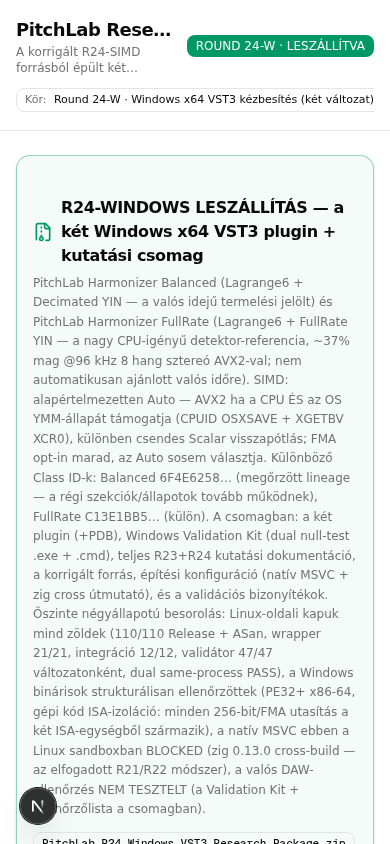 PitchLab Rese…
A korrigált R24-SIMD
forrásból épült két…
ROUND 24-W · LESZÁLLÍTVA
Kör: Round 24-W · Windows x64 VST3 kézbesítés (két változat)
R24-WINDOWS LESZÁLLÍTÁS — a
két Windows x64 VST3 plugin +
kutatási csomag
PitchLab Harmonizer Balanced (Lagrange6 +
Decimated YIN — a valós idejű termelési jelölt) és
PitchLab Harmonizer FullRate (Lagrange6 + FullRate
YIN — a nagy CPU-igényű detektor-referencia, ~37%
mag @96 kHz 8 hang sztereó AVX2-val; nem
automatikusan ajánlott valós időre). SIMD:
alapértelmezetten Auto — AVX2 ha a CPU ÉS az OS
YMM-állapát támogatja (CPUID OSXSAVE + XGETBV
XCR0), különben csendes Scalar visszapótlás; FMA
opt-in marad, az Auto sosem választja. Különböző
Class ID-k: Balanced 6F4E6258… (megőrzött lineage
— a régi szekciók/állapotok tovább működnek),
FullRate C13E1BB5… (külön). A csomagban: a két
plugin (+PDB), Windows Validation Kit (dual null-test
.exe + .cmd), teljes R23+R24 kutatási dokumentáció,
a korrigált forrás, építési konfiguráció (natív MSVC +
zig cross útmutató), és a validációs bizonyítékok.
Őszinte négyállapotú besorolás: Linux-oldali kapuk
mind zöldek (110/110 Release + ASan, wrapper
21/21, integráció 12/12, validátor 47/47
változatonként, dual same-process PASS), a Windows
binárisok strukturálisan ellenőrzöttek (PE32+ x86-64,
gépi kód ISA-izoláció: minden 256-bit/FMA utasítás a
két ISA-egységből származik), a natív MSVC ebben a
Linux sandboxban BLOCKED (zig 0.13.0 cross-build —
az elfogadott R21/R22 módszer), a valós DAW-
ellenőrzés NEM TESZTELT (a Validation Kit +
ellenőrzőlista a csomagban).
PitchLab_R24_Windows_VST3_Research_Package.zip